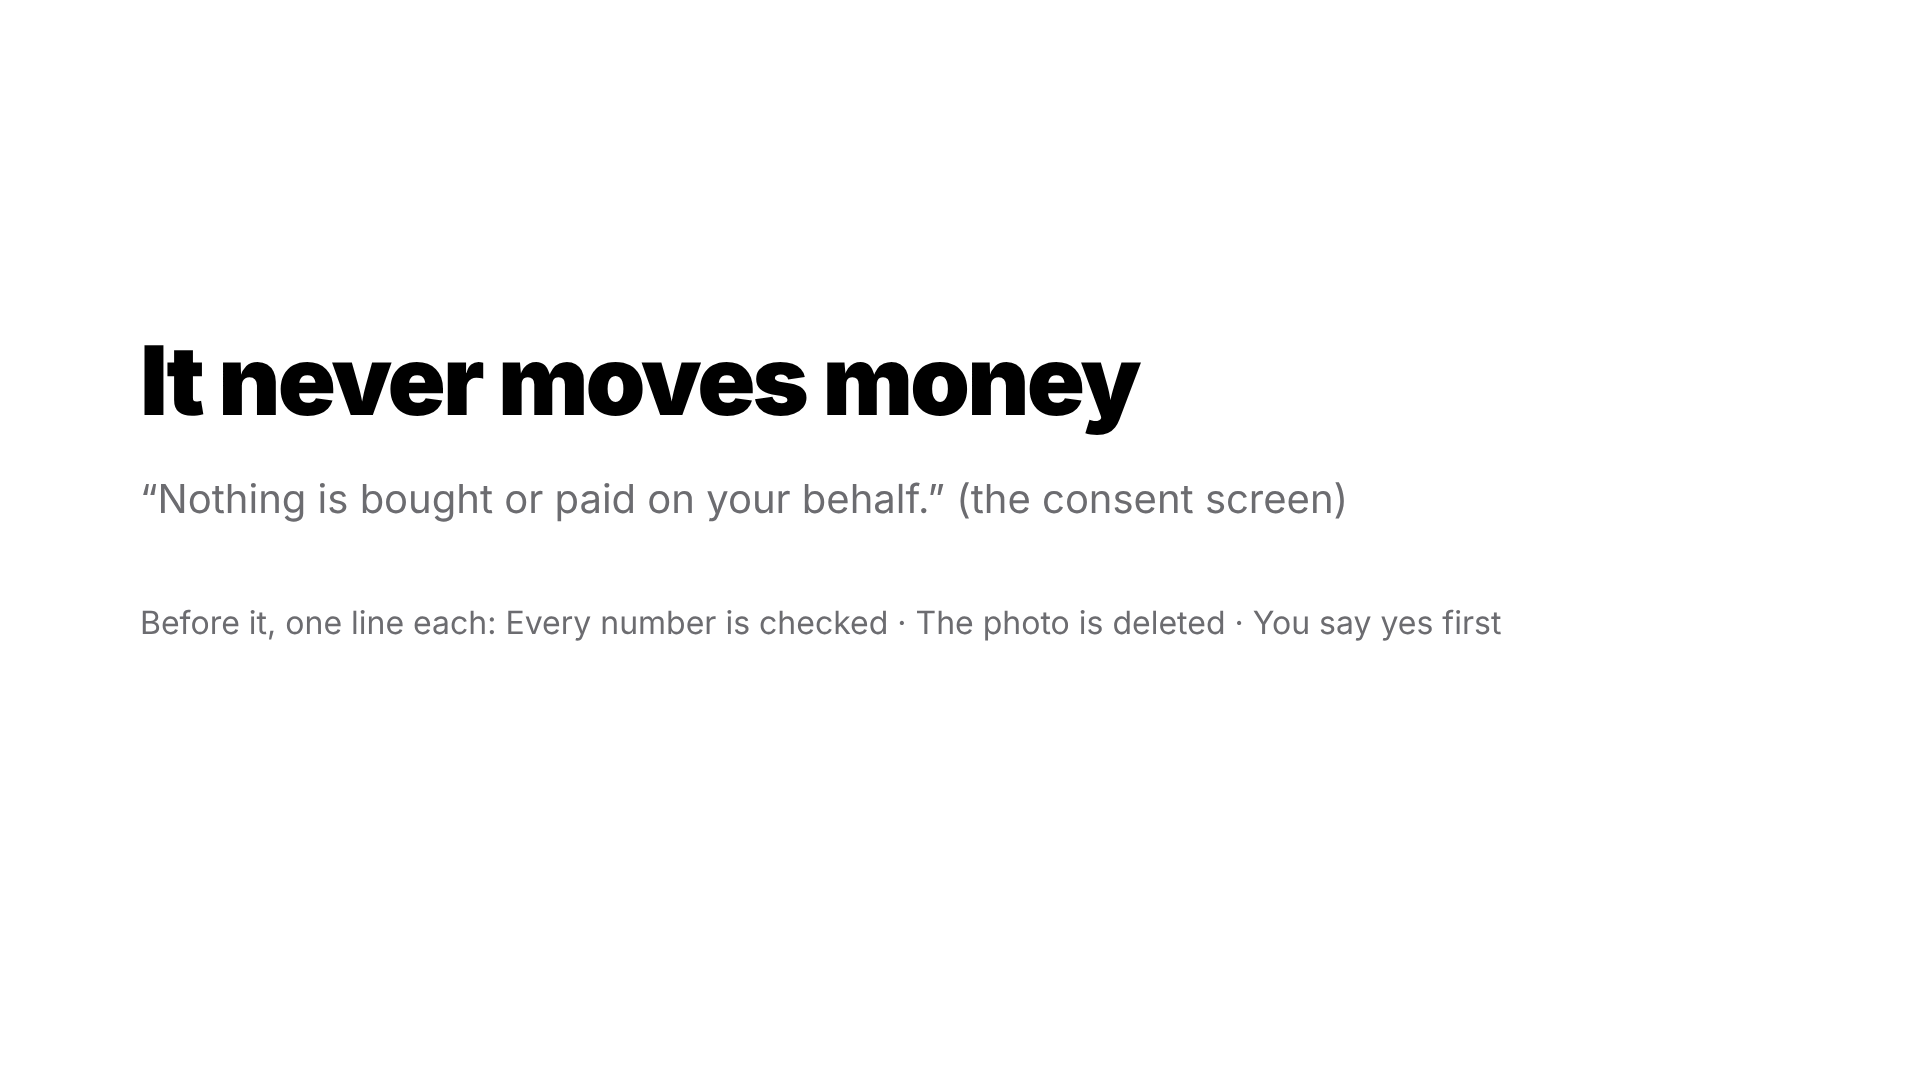 It never moves money
“Nothing is bought or paid on your behalf.” (the consent screen)
Before it, one line each: Every number is checked · The photo is deleted · You say yes first